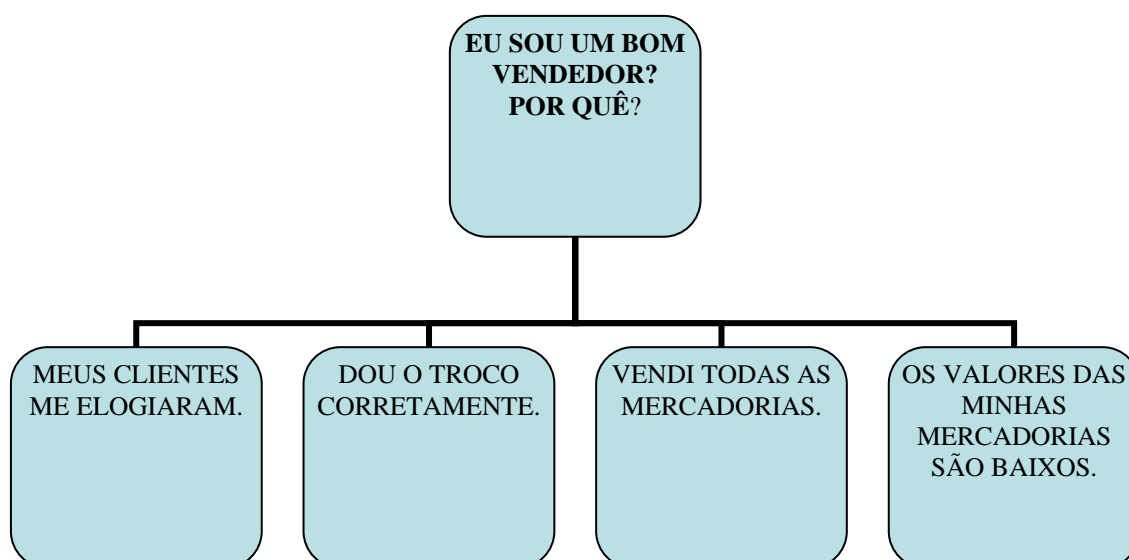 EU SOU UM BOM
VENDEDOR?
POR QUÊ?
MEUS CLIENTES
ME ELOGIARAM.
DOU O TROCO
CORRETAMENTE.
VENDI TODAS AS
MERCADORIAS.
OS VALORES DAS
MINHAS
MERCADORIAS
SÃO BAIXOS.